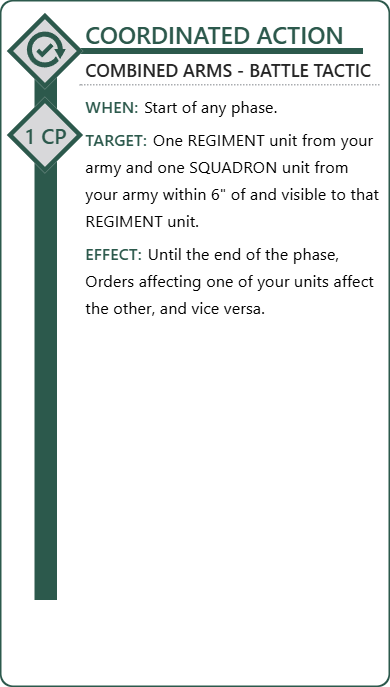 COORDINATED ACTION
COMBINED ARMS - BATTLE TACTIC
WHEN: Start of any phase.
1 CP
TARGET: One REGIMENT unit from your
army and one SQUADRON unit from
your army within 6" of and visible to that
REGIMENT unit.
EFFECT: Until the end of the phase,
Orders affecting one of your units affect
the other, and vice versa.